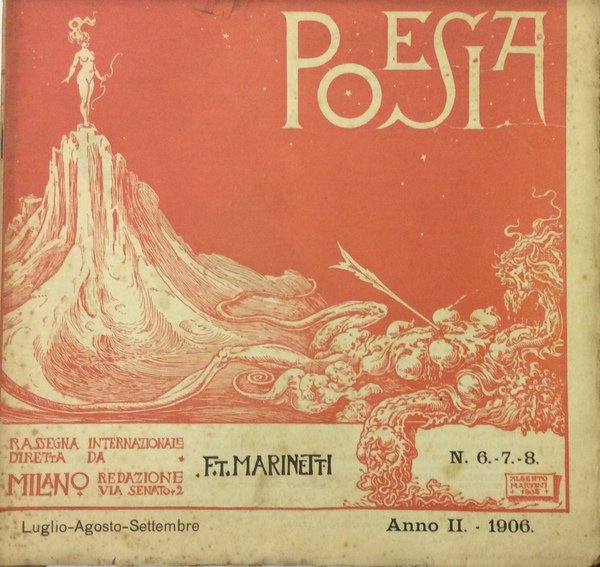 POESIA
RASSEGNA INTERNAZIONALE
DIRETTA DA
F.T. MARINETTI
MILANO REDAZIONE
VIA SENATO · 2
N. 6.-7.-8.
ALBERTO
MARTINI
1905
Luglio-Agosto-Settembre
Anno II. - 1906.